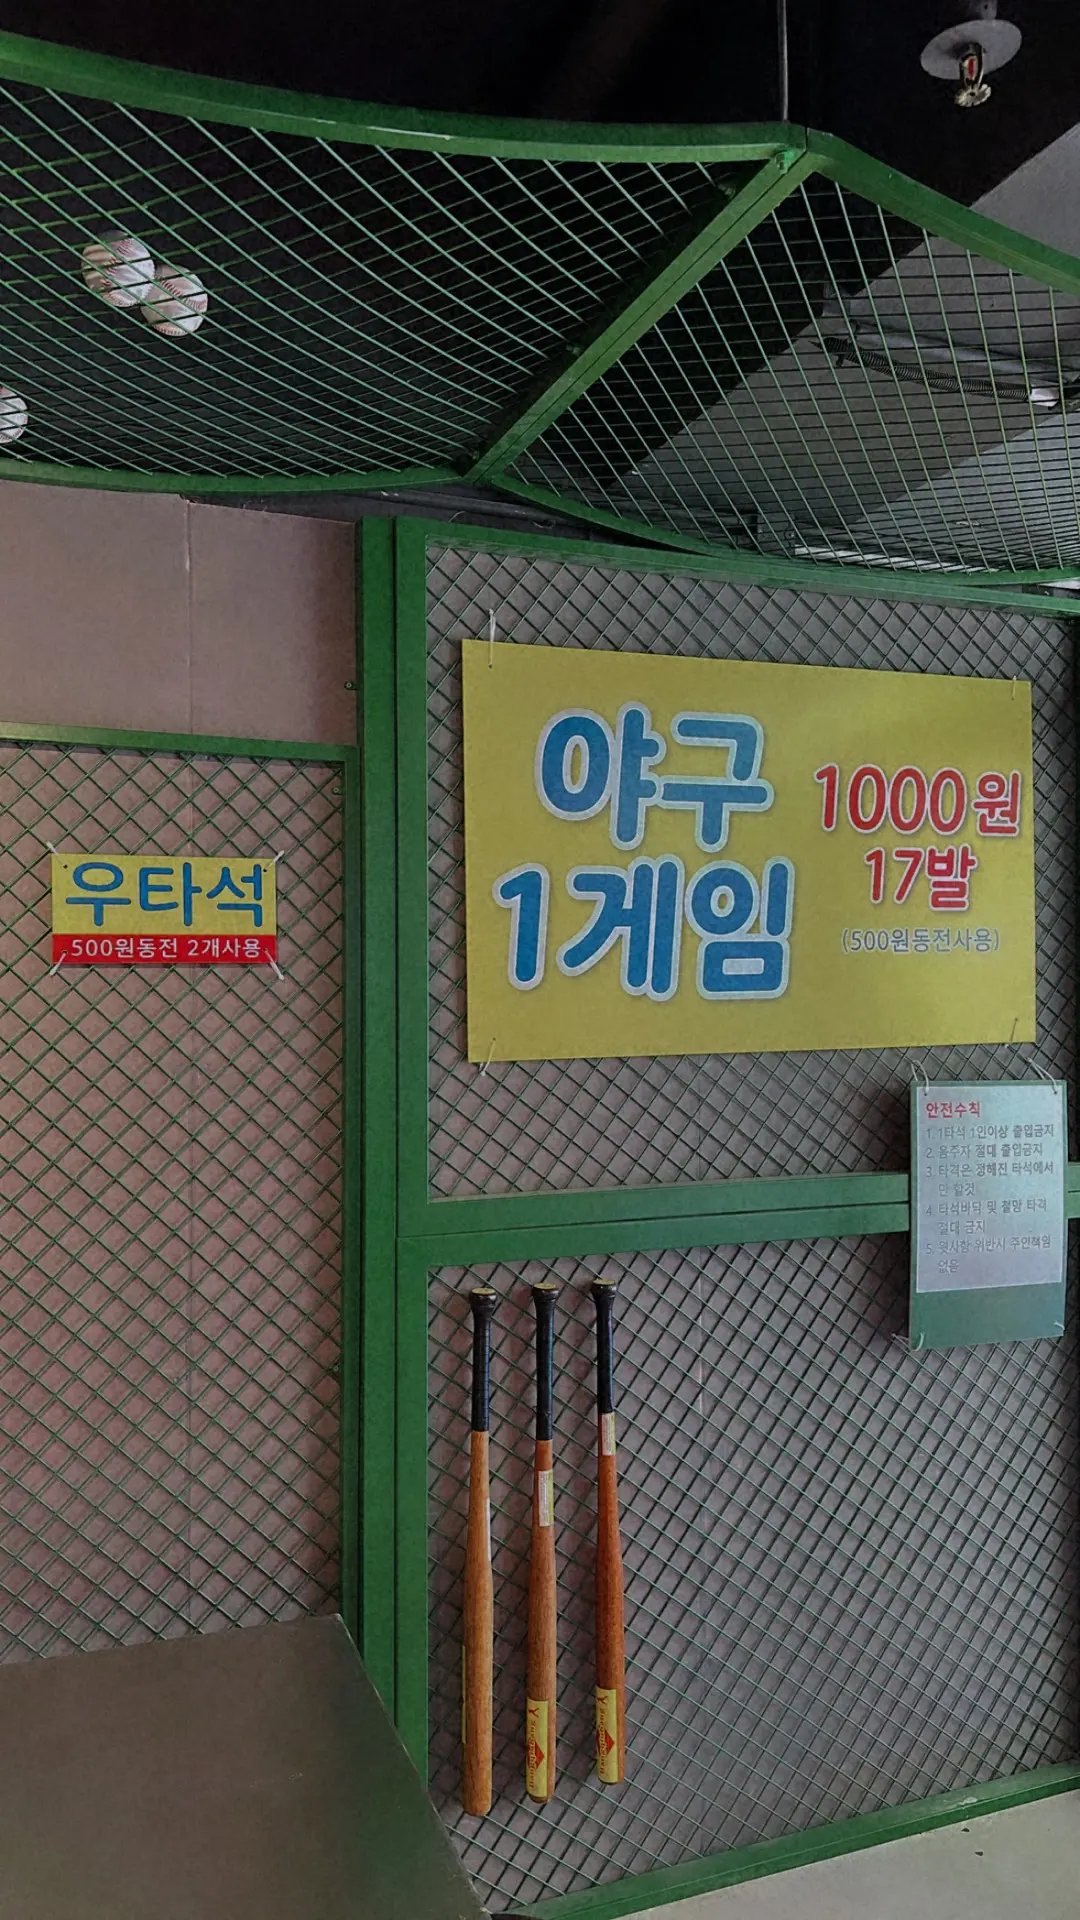 우타석
500원동전 2개사용
야구
1게임
1000원
17발
(500원동전사용)
안전수칙
1. 1타석 1인이상 출입금지
2. 음주자 절대 출입금지
3. 타격은 정해진 타석에서
만 할것
4. 타석바닥 및 철망 타격
절대 금지
5. 윗사항 위반시 주인책임
없음